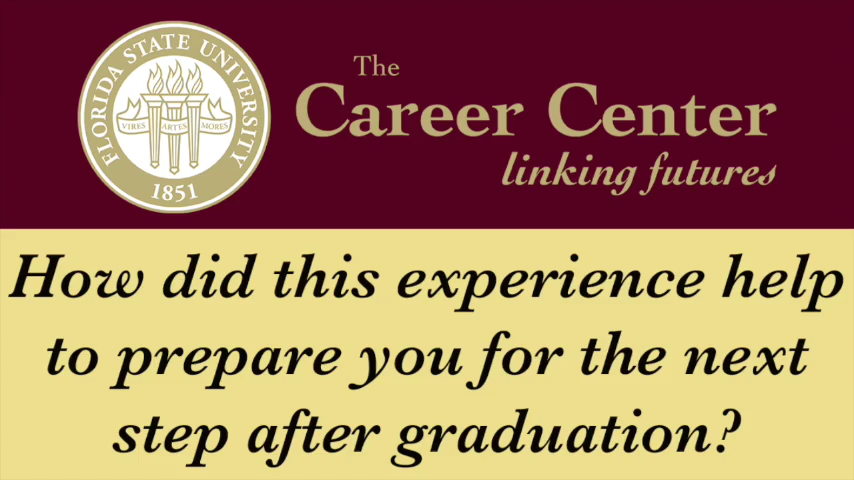 FLORIDA STATE UNIVERSITY
VIRES ARTES MORES
1851
The
Career Center
linking futures
How did this experience help
to prepare you for the next
step after graduation?